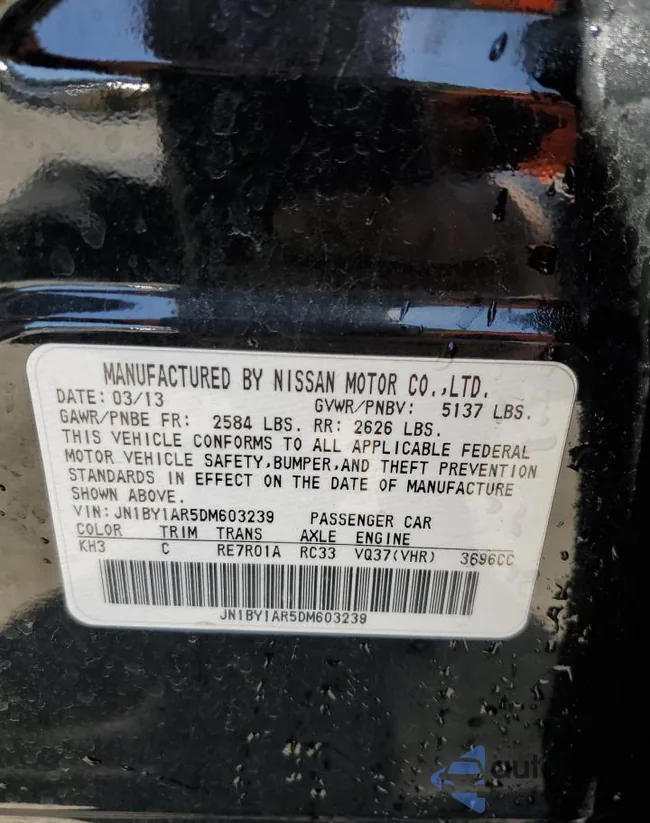 MANUFACTURED BY NISSAN MOTOR CO.,LTD.
DATE: 03/13 GVWR/PNBV: 5137 LBS.
GAWR/PNBE FR: 2584 LBS. RR: 2626 LBS.
THIS VEHICLE CONFORMS TO ALL APPLICABLE FEDERAL
MOTOR VEHICLE SAFETY,BUMPER,AND THEFT PREVENTION
STANDARDS IN EFFECT ON THE DATE OF MANUFACTURE
SHOWN ABOVE.
VIN: JN1BY1AR5DM603239 PASSENGER CAR
COLOR TRIM TRANS AXLE ENGINE
KH3 C RE7R01A RC33 VQ37(VHR) 3696CC
JN1BY1AR5DM603239